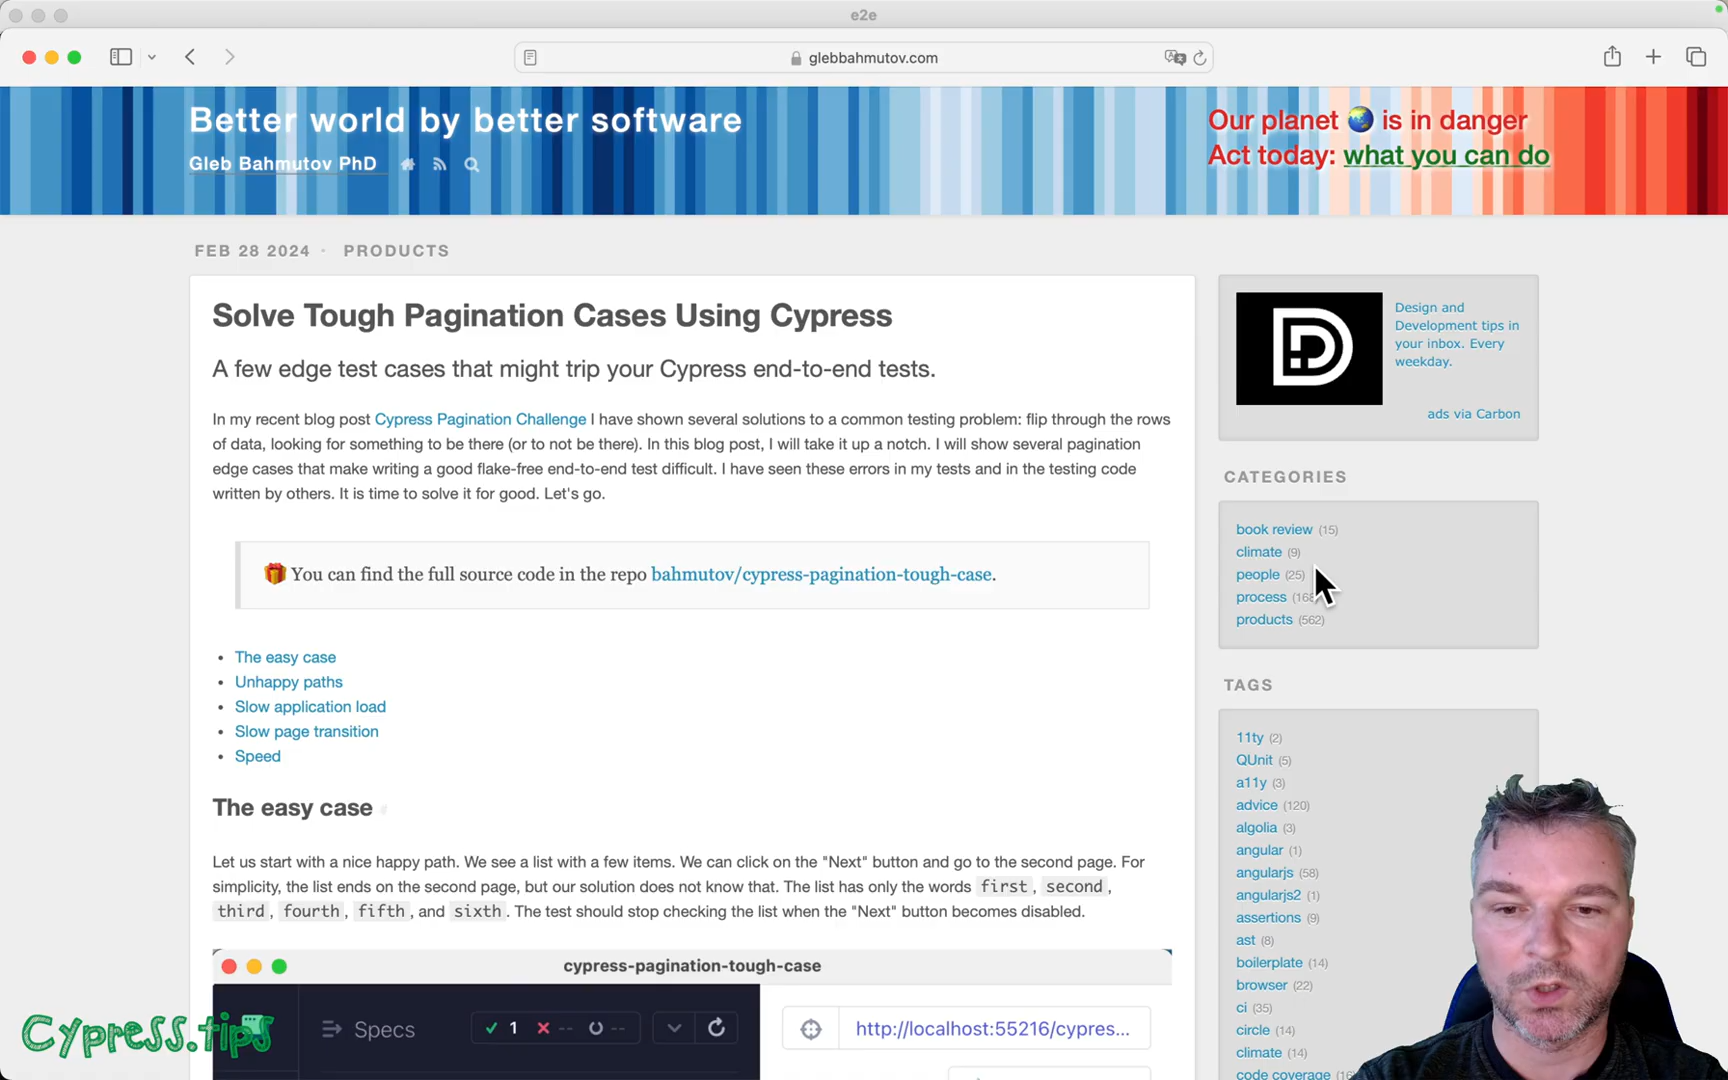 e2e
glebbahmutov.com
Better world by better software
Gleb Bahmutov PhD
Our planet 🌏 is in danger
Act today: what you can do
FEB 28 2024 · PRODUCTS
Solve Tough Pagination Cases Using Cypress
A few edge test cases that might trip your Cypress end-to-end tests.
In my recent blog post Cypress Pagination Challenge I have shown several solutions to a common testing problem: flip through the rows
of data, looking for something to be there (or to not be there). In this blog post, I will take it up a notch. I will show several pagination
edge cases that make writing a good flake-free end-to-end test difficult. I have seen these errors in my tests and in the testing code
written by others. It is time to solve it for good. Let's go.
🎁 You can find the full source code in the repo bahmutov/cypress-pagination-tough-case.
• The easy case
• Unhappy paths
• Slow application load
• Slow page transition
• Speed
The easy case
Let us start with a nice happy path. We see a list with a few items. We can click on the "Next" button and go to the second page. For
simplicity, the list ends on the second page, but our solution does not know that. The list has only the words first, second,
third, fourth, fifth, and sixth. The test should stop checking the list when the "Next" button becomes disabled.
cypress-pagination-tough-case
Specs
1 -- --
http://localhost:55216/cypres...
Cypress.tips
Design and
Development tips in
your inbox. Every
weekday.
ads via Carbon
CATEGORIES
book review (15)
climate (9)
people (25)
process
products (562)
TAGS
11ty (2)
QUnit (5)
a11y (3)
advice (120)
algolia (3)
angular (1)
angularjs (58)
angularjs2 (1)
assertions (9)
ast (8)
boilerplate (14)
browser (22)
ci (35)
circle (14)
climate (14)
code coverage